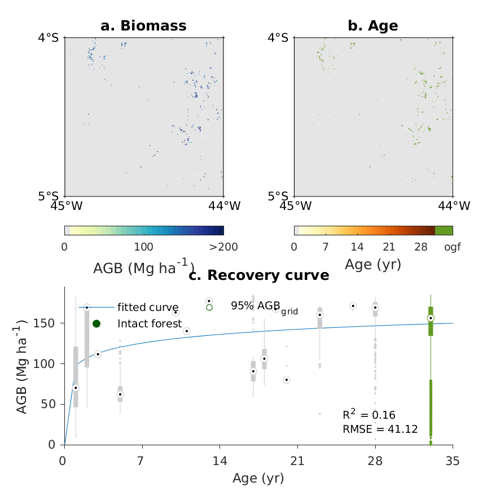 a. Biomass
b. Age
4°S
4°S
5°S
5°S
45°W
44°W
45°W
44°W
0
100
>200
0
7
14
21
28
ogf
AGB (Mg ha⁻¹)
Age (yr)
c. Recovery curve
fitted curve
95% AGB_grid
Intact forest
150
100
50
0
AGB (Mg ha⁻¹)
R² = 0.16
RMSE = 41.12
0
7
14
21
28
35
Age (yr)